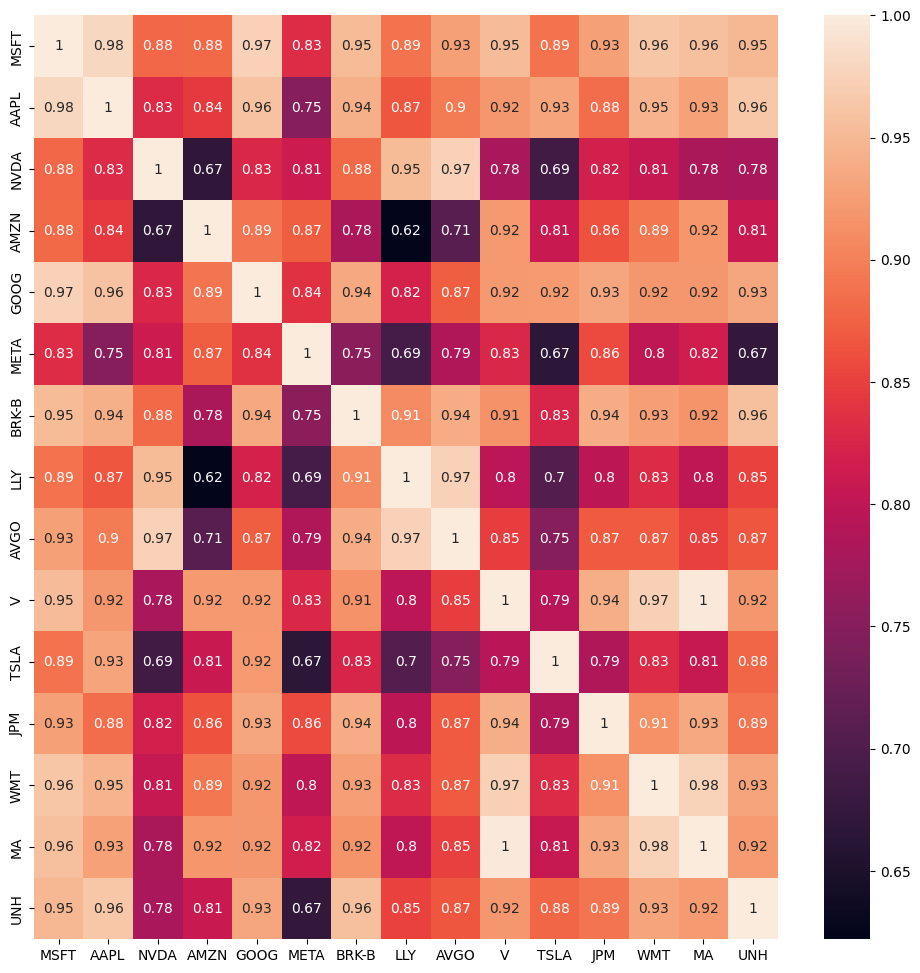 MSFT 1 0.98 0.88 0.88 0.97 0.83 0.95 0.89 0.93 0.95 0.89 0.93 0.96 0.96 0.95
AAPL 0.98 1 0.83 0.84 0.96 0.75 0.94 0.87 0.9 0.92 0.93 0.88 0.95 0.93 0.96
NVDA 0.88 0.83 1 0.67 0.83 0.81 0.88 0.95 0.97 0.78 0.69 0.82 0.81 0.78 0.78
AMZN 0.88 0.84 0.67 1 0.89 0.87 0.78 0.62 0.71 0.92 0.81 0.86 0.89 0.92 0.81
GOOG 0.97 0.96 0.83 0.89 1 0.84 0.94 0.82 0.87 0.92 0.92 0.93 0.92 0.92 0.93
META 0.83 0.75 0.81 0.87 0.84 1 0.75 0.69 0.79 0.83 0.67 0.86 0.8 0.82 0.67
BRK-B 0.95 0.94 0.88 0.78 0.94 0.75 1 0.91 0.94 0.91 0.83 0.94 0.93 0.92 0.96
LLY 0.89 0.87 0.95 0.62 0.82 0.69 0.91 1 0.97 0.8 0.7 0.8 0.83 0.8 0.85
AVGO 0.93 0.9 0.97 0.71 0.87 0.79 0.94 0.97 1 0.85 0.75 0.87 0.87 0.85 0.87
V 0.95 0.92 0.78 0.92 0.92 0.83 0.91 0.8 0.85 1 0.79 0.94 0.97 1 0.92
TSLA 0.89 0.93 0.69 0.81 0.92 0.67 0.83 0.7 0.75 0.79 1 0.79 0.83 0.81 0.88
JPM 0.93 0.88 0.82 0.86 0.93 0.86 0.94 0.8 0.87 0.94 0.79 1 0.91 0.93 0.89
WMT 0.96 0.95 0.81 0.89 0.92 0.8 0.93 0.83 0.87 0.97 0.83 0.91 1 0.98 0.93
MA 0.96 0.93 0.78 0.92 0.92 0.82 0.92 0.8 0.85 1 0.81 0.93 0.98 1 0.92
UNH 0.95 0.96 0.78 0.81 0.93 0.67 0.96 0.85 0.87 0.92 0.88 0.89 0.93 0.92 1
MSFT AAPL NVDA AMZN GOOG META BRK-B LLY AVGO V TSLA JPM WMT MA UNH
1.00
0.95
0.90
0.85
0.80
0.75
0.70
0.65